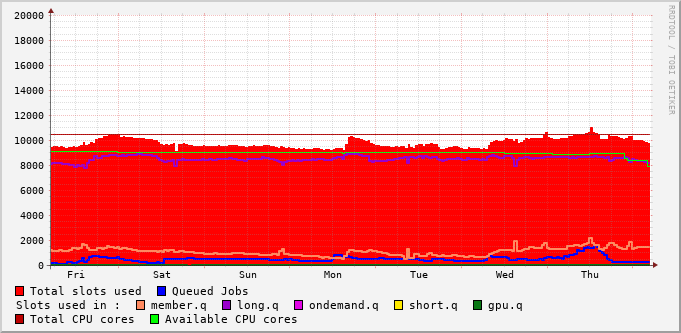 RRDTOOL / TOBI OETIKER
20000
18000
16000
14000
12000
10000
8000
6000
4000
2000
0
Fri Sat Sun Mon Tue Wed Thu
Total slots used Queued Jobs
Slots used in : member.q long.q ondemand.q short.q gpu.q
Total CPU cores Available CPU cores